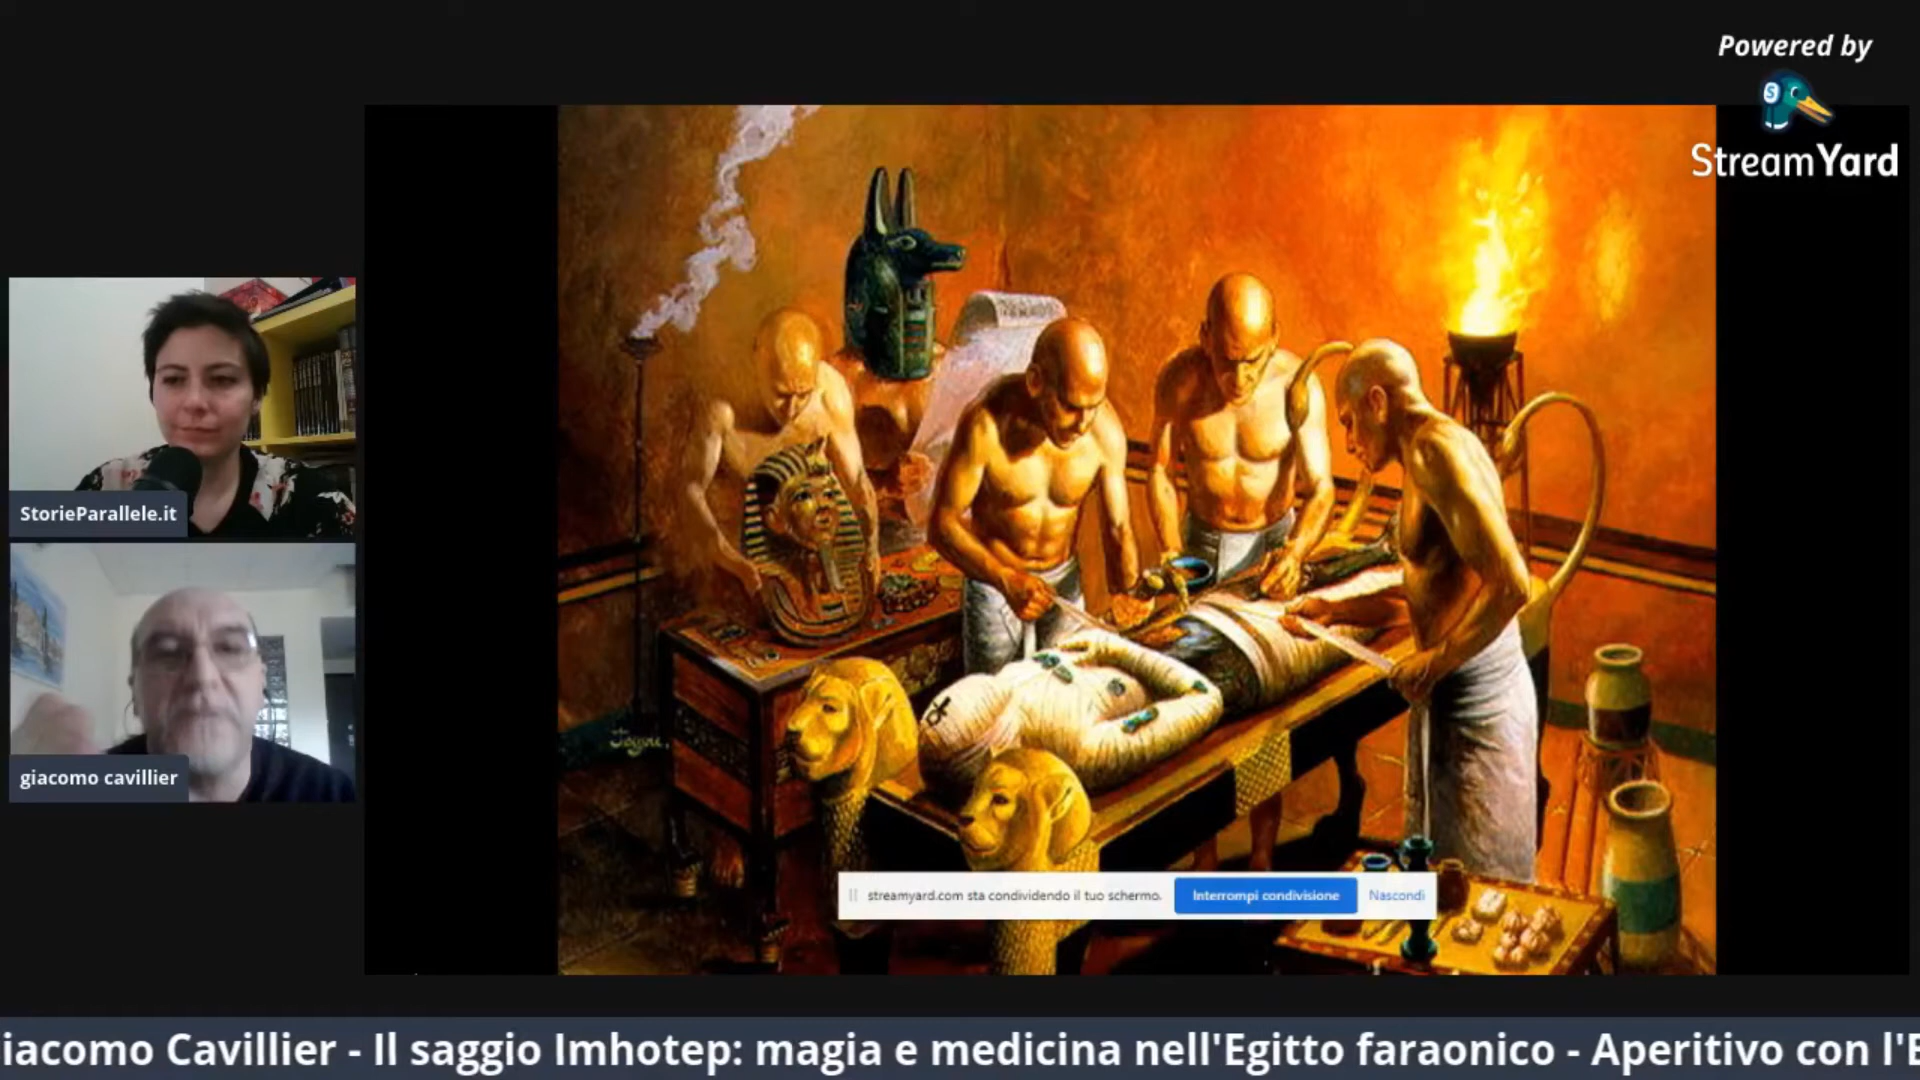 Powered by
StreamYard
StorieParallele.it
giacomo cavillier
streamyard.com sta condividendo il tuo schermo.
Interrompi condivisione
Nascondi
iacomo Cavillier - Il saggio Imhotep: magia e medicina nell'Egitto faraonico - Aperitivo con l'E